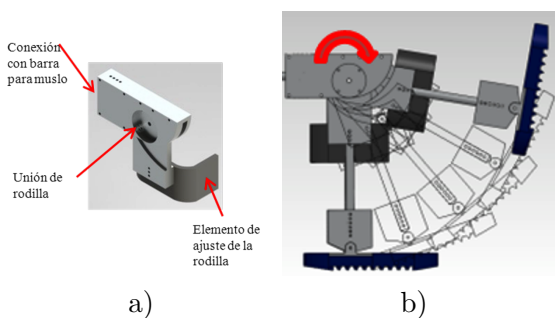 Conexión
con barra
para muslo
Unión de
rodilla
Elemento de
ajuste de la
rodilla
a)
b)